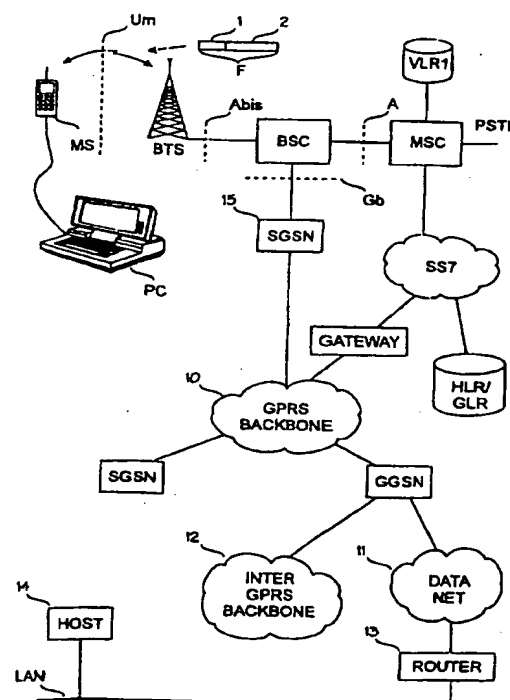 Um
1
2
F
VLR1
Abis
A
PSTN
MS
BTS
BSC
MSC
Gb
15
SGSN
SS7
PC
GATEWAY
10
GPRS
BACKBONE
HLR/
GLR
SGSN
GGSN
12
INTER
GPRS
BACKBONE
11
DATA
NET
14
HOST
13
ROUTER
LAN